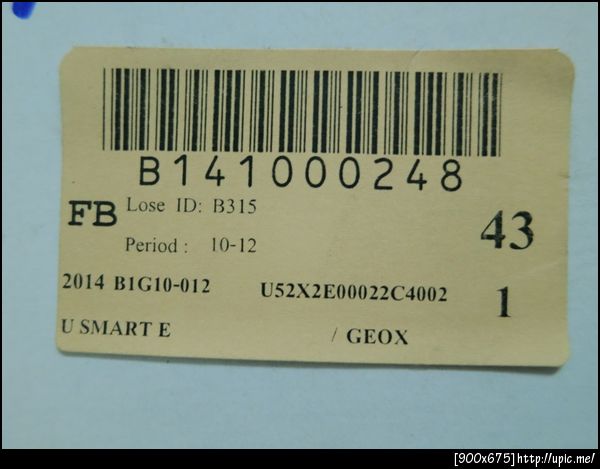 B141000248
FB Lose ID: B315
Period : 10-12
43
2014 B1G10-012 U52X2E00022C4002
1
U SMART E / GEOX
[900x675]http://upic.me/